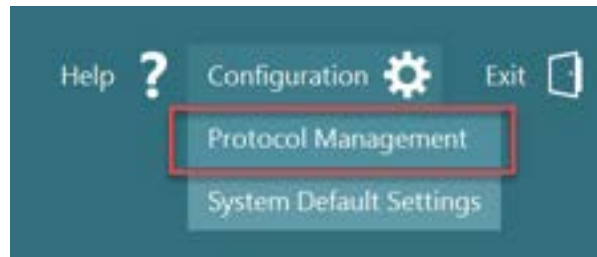 Help ? Configuration Exit
Protocol Management
System Default Settings